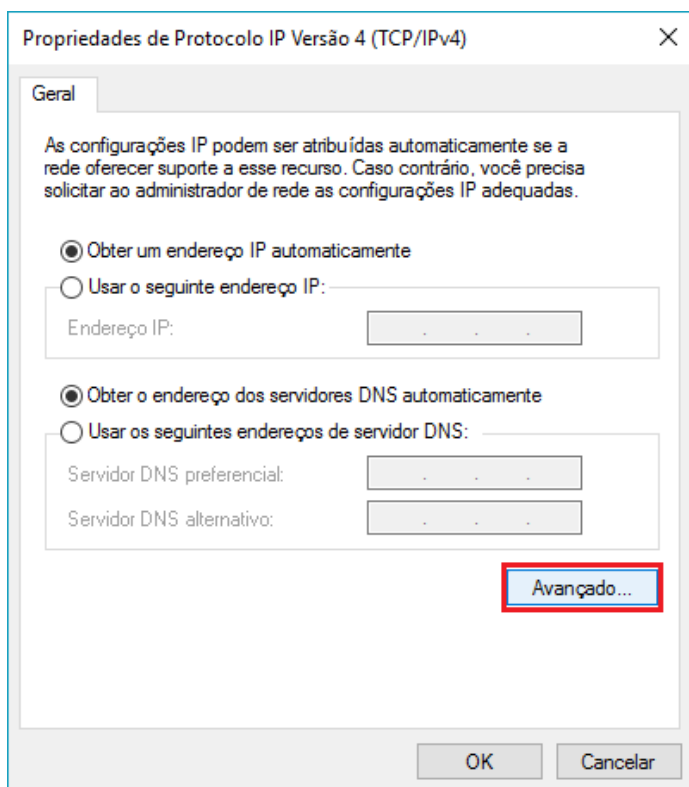 Propriedades de Protocolo IP Versão 4 (TCP/IPv4)
Geral
As configurações IP podem ser atribuídas automaticamente se a
rede oferecer suporte a esse recurso. Caso contrário, você precisa
solicitar ao administrador de rede as configurações IP adequadas.
Obter um endereço IP automaticamente
Usar o seguinte endereço IP:
Endereço IP:
Obter o endereço dos servidores DNS automaticamente
Usar os seguintes endereços de servidor DNS:
Servidor DNS preferencial:
Servidor DNS alternativo:
Avançado...
OK
Cancelar